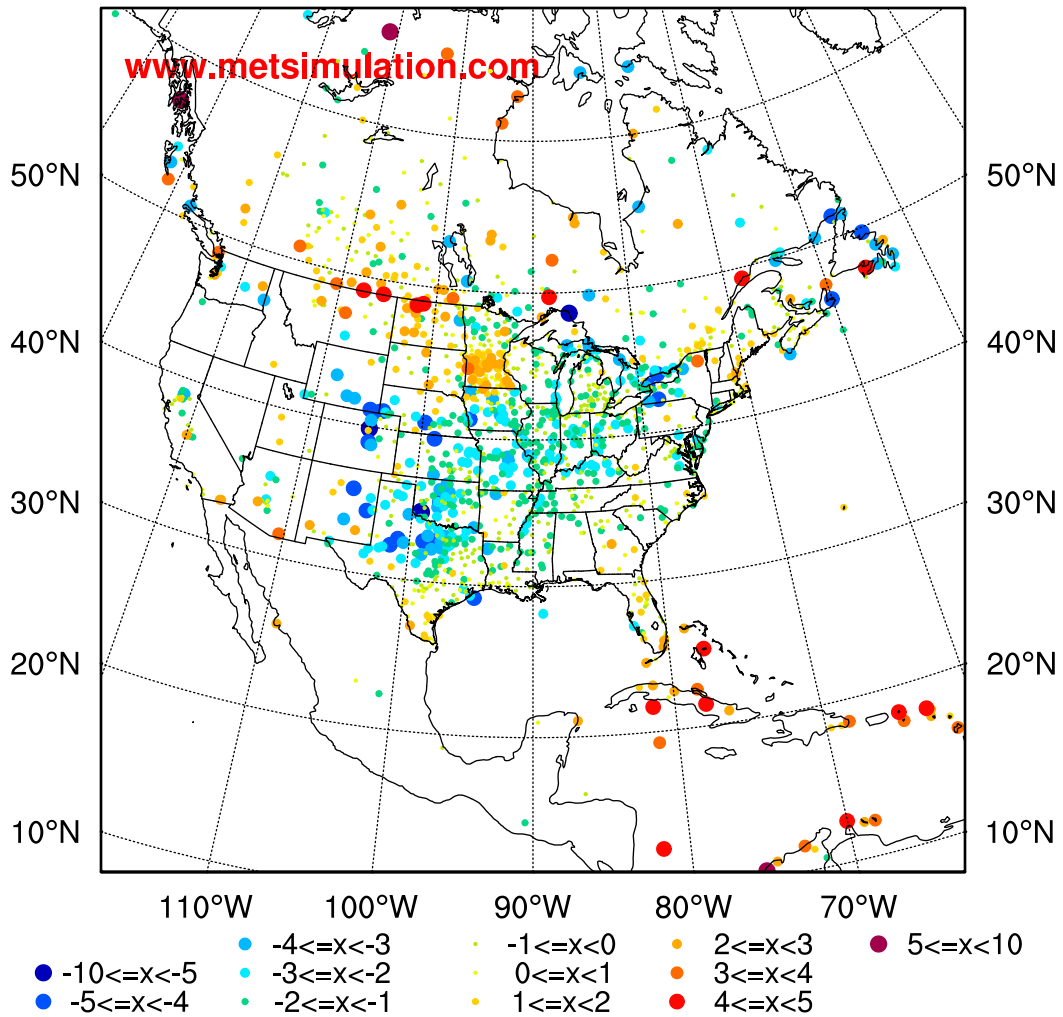 www.metsimulation.com
50°N 50°N
40°N 40°N
30°N 30°N
20°N 20°N
10°N 10°N
110°W 100°W 90°W 80°W 70°W
-4<=x<-3 -1<=x<0 2<=x<3 5<=x<10
-10<=x<-5 -3<=x<-2 0<=x<1 3<=x<4
-5<=x<-4 -2<=x<-1 1<=x<2 4<=x<5